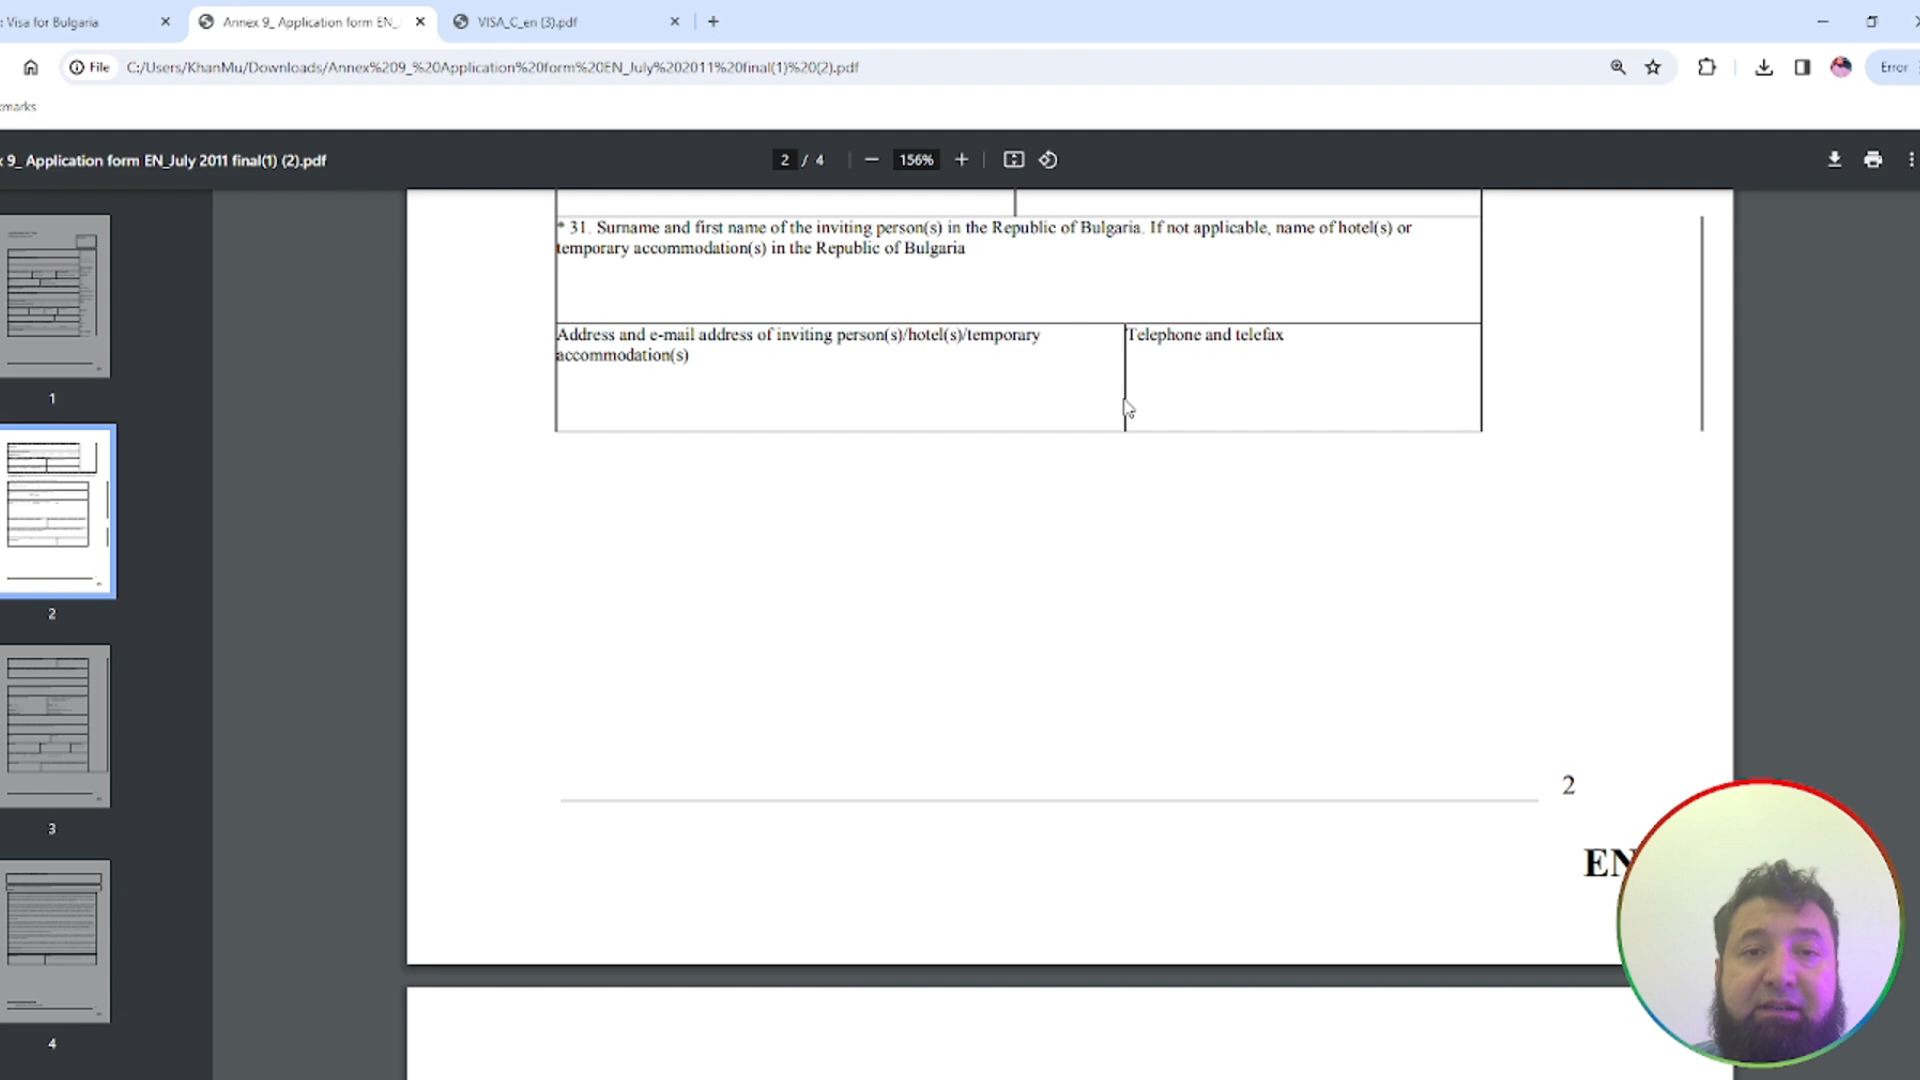 : Visa for Bulgaria
Annex 9_ Application form EN_
VISA_C_en (3).pdf
File
C:/Users/KhanMu/Downloads/Annex%209_%20Application%20form%20EN_July%202011%20final(1)%20(2).pdf
Error
kmarks
x 9_ Application form EN_July 2011 final(1) (2).pdf
2 / 4
156%
* 31. Surname and first name of the inviting person(s) in the Republic of Bulgaria. If not applicable, name of hotel(s) or
temporary accommodation(s) in the Republic of Bulgaria
Address and e-mail address of inviting person(s)/hotel(s)/temporary
accommodation(s)
Telephone and telefax
1
2
3
4
2
EN